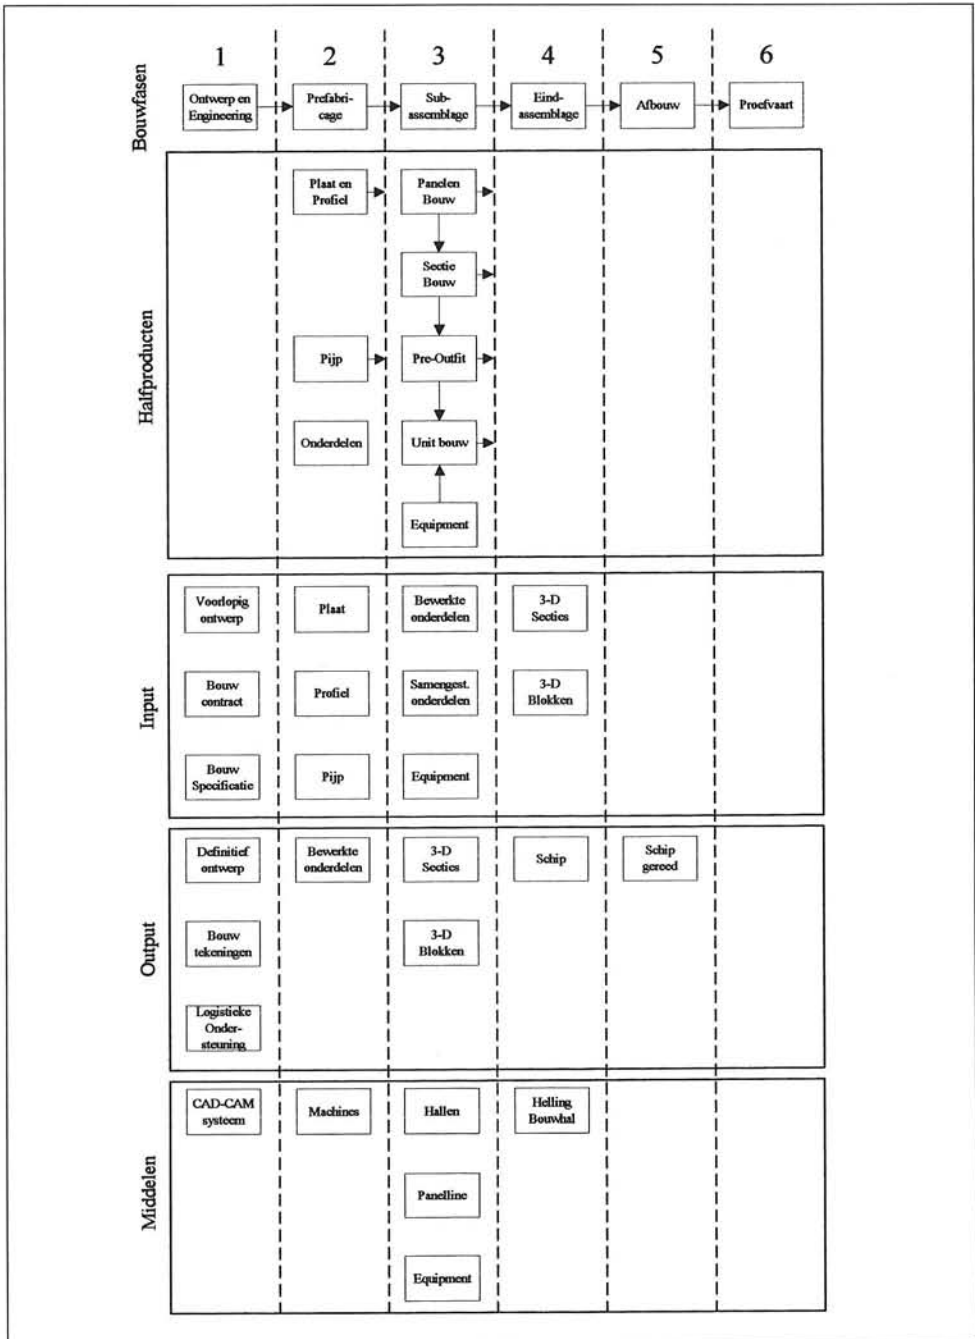 1 2 3 4 5 6
Bouwfasen
Ontwerp en
Engineering
Prefabri-
cage
Sub-
assemblage
Eind-
assemblage
Afbouw
Proefvaart
Halfproducten
Plaat en
Profiel
Panelen
Bouw
Sectie
Bouw
Pijp
Pre-Outfit
Onderdelen
Unit bouw
Equipment
Input
Voorlopig
ontwerp
Plaat
Bewerkte
onderdelen
3-D
Secties
Bouw
contract
Profiel
Samengest.
onderdelen
3-D
Blokken
Bouw
Specificatie
Pijp
Equipment
Output
Definitief
ontwerp
Bewerkte
onderdelen
3-D
Secties
Schip
Schip
gereed
Bouw
tekeningen
3-D
Blokken
Logistieke
Onder-
steuning
Middelen
CAD-CAM
systeem
Machines
Hallen
Helling
Bouwhal
Panelline
Equipment